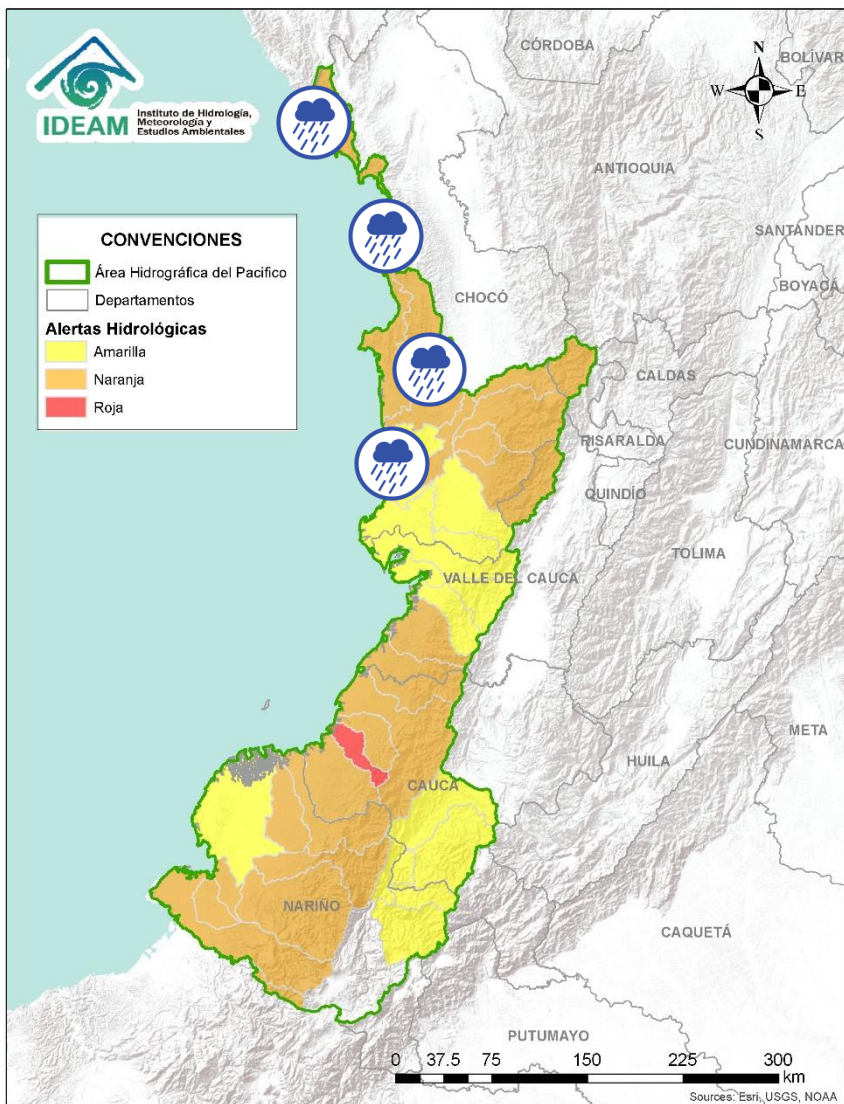 IDEAM
Instituto de Hidrología,
Meteorología y
Estudios Ambientales
N
W
E
S
CÓRDOBA
BOLÍVAR
ANTIOQUIA
SANTANDER
BOYACÁ
CHOCÓ
CALDAS
RISARALDA
CUNDINAMARCA
QUINDÍO
TOLIMA
VALLE DEL CAUCA
META
HUILA
CAUCA
NARIÑO
CAQUETÁ
PUTUMAYO
CONVENCIONES
Área Hidrográfica del Pacifico
Departamentos
Alertas Hidrológicas
Amarilla
Naranja
Roja
0 37.5 75 150 225 300
km
Sources: Esri, USGS, NOAA